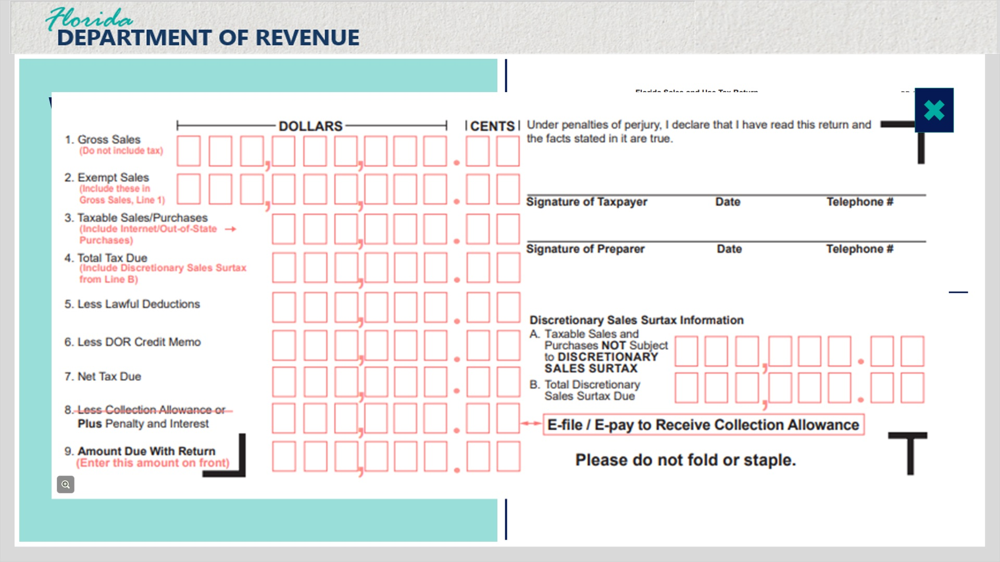 Florida
DEPARTMENT OF REVENUE
Florida Sales and Use Tax Return
DOLLARS
CENTS
1. Gross Sales
(Do not include tax)
2. Exempt Sales
(Include these in
Gross Sales, Line 1)
3. Taxable Sales/Purchases
(Include Internet/Out-of-State →
Purchases)
4. Total Tax Due
(Include Discretionary Sales Surtax
from Line B)
5. Less Lawful Deductions
6. Less DOR Credit Memo
7. Net Tax Due
8. Less Collection Allowance or
Plus Penalty and Interest
9. Amount Due With Return
(Enter this amount on front)
Under penalties of perjury, I declare that I have read this return and
the facts stated in it are true.
Signature of Taxpayer Date Telephone #
Signature of Preparer Date Telephone #
Discretionary Sales Surtax Information
A. Taxable Sales and
Purchases NOT Subject
to DISCRETIONARY
SALES SURTAX
B. Total Discretionary
Sales Surtax Due
E-file / E-pay to Receive Collection Allowance
Please do not fold or staple.